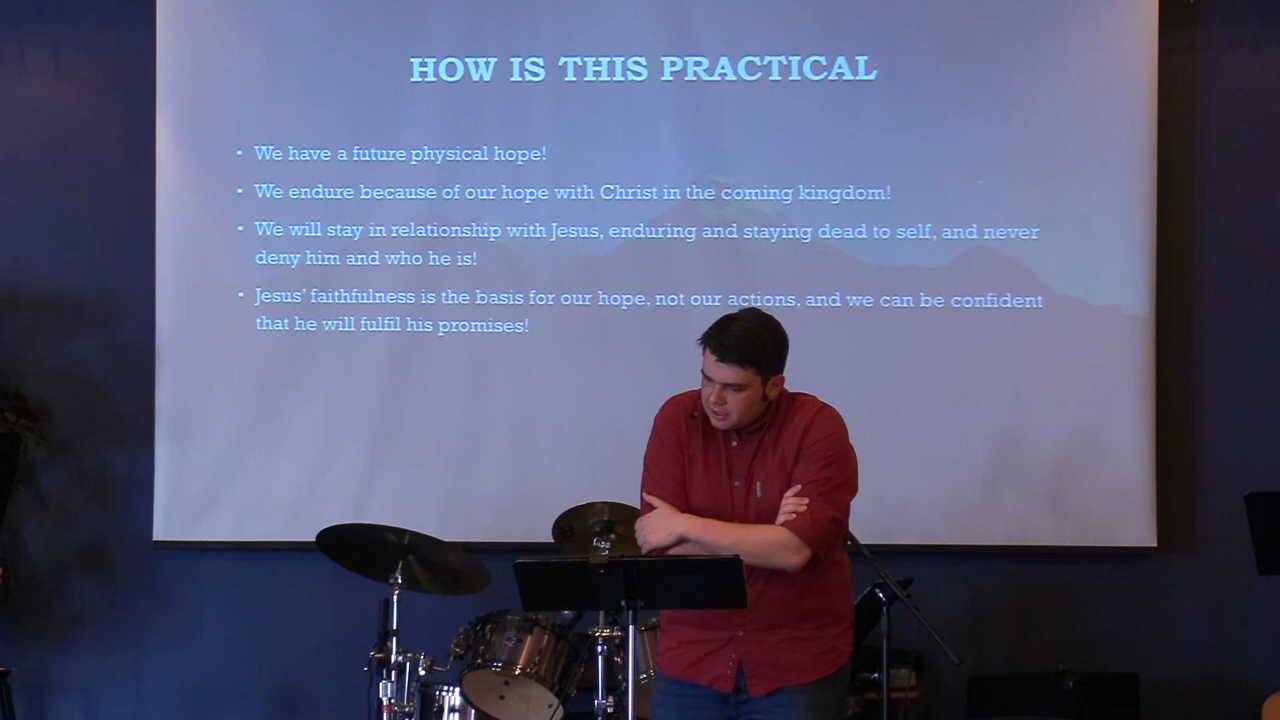 HOW IS THIS PRACTICAL
• We have a future physical hope!
• We endure because of our hope with Christ in the coming kingdom!
• We will stay in relationship with Jesus, enduring and staying dead to self, and never
deny him and who he is!
• Jesus' faithfulness is the basis for our hope, not our actions, and we can be confident
that he will fulfil his promises!